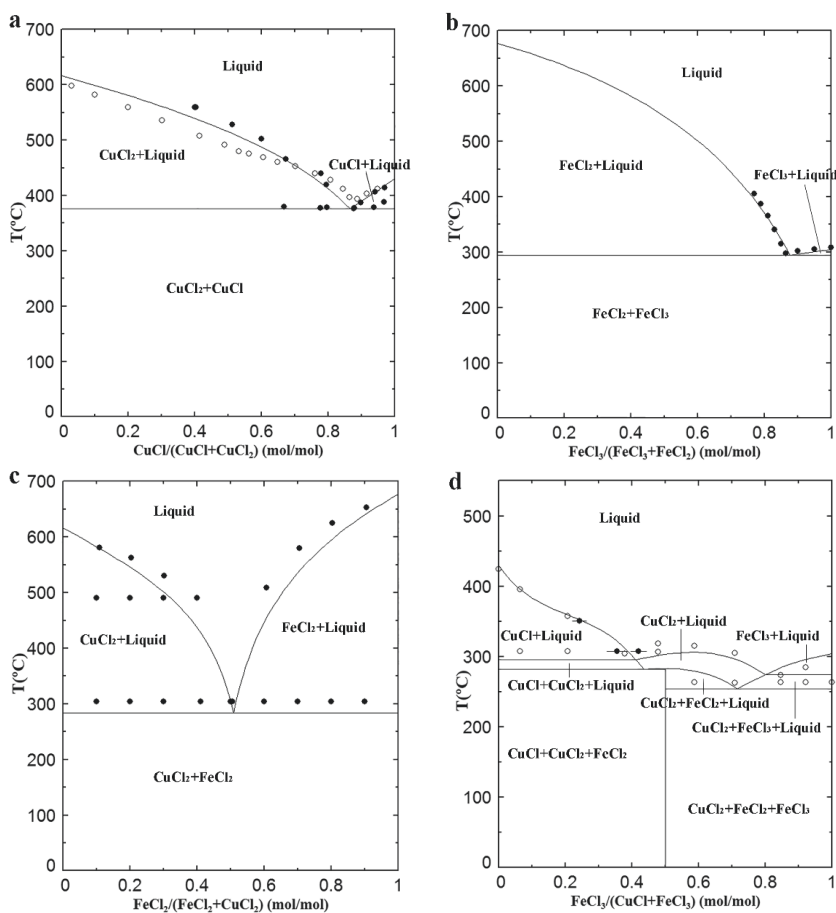 a
700
600
500
400
300
200
100
0
T(ºC)
Liquid
CuCl₂+Liquid
CuCl+Liquid
CuCl₂+CuCl
0 0.2 0.4 0.6 0.8 1
CuCl/(CuCl+CuCl₂) (mol/mol)
b
700
600
500
400
300
200
100
0
T(ºC)
Liquid
FeCl₂+Liquid
FeCl₃+Liquid
FeCl₂+FeCl₃
0 0.2 0.4 0.6 0.8 1
FeCl₃/(FeCl₃+FeCl₂) (mol/mol)
c
700
600
500
400
300
200
100
0
T(ºC)
Liquid
CuCl₂+Liquid
FeCl₂+Liquid
CuCl₂+FeCl₂
0 0.2 0.4 0.6 0.8 1
FeCl₂/(FeCl₂+CuCl₂) (mol/mol)
d
500
400
300
200
100
0
T(ºC)
Liquid
CuCl₂+Liquid
CuCl+Liquid
FeCl₃+Liquid
CuCl+CuCl₂+Liquid
CuCl₂+FeCl₂+Liquid
CuCl₂+FeCl₃+Liquid
CuCl+CuCl₂+FeCl₂
CuCl₂+FeCl₂+FeCl₃
0 0.2 0.4 0.6 0.8 1
FeCl₃/(CuCl+FeCl₃) (mol/mol)